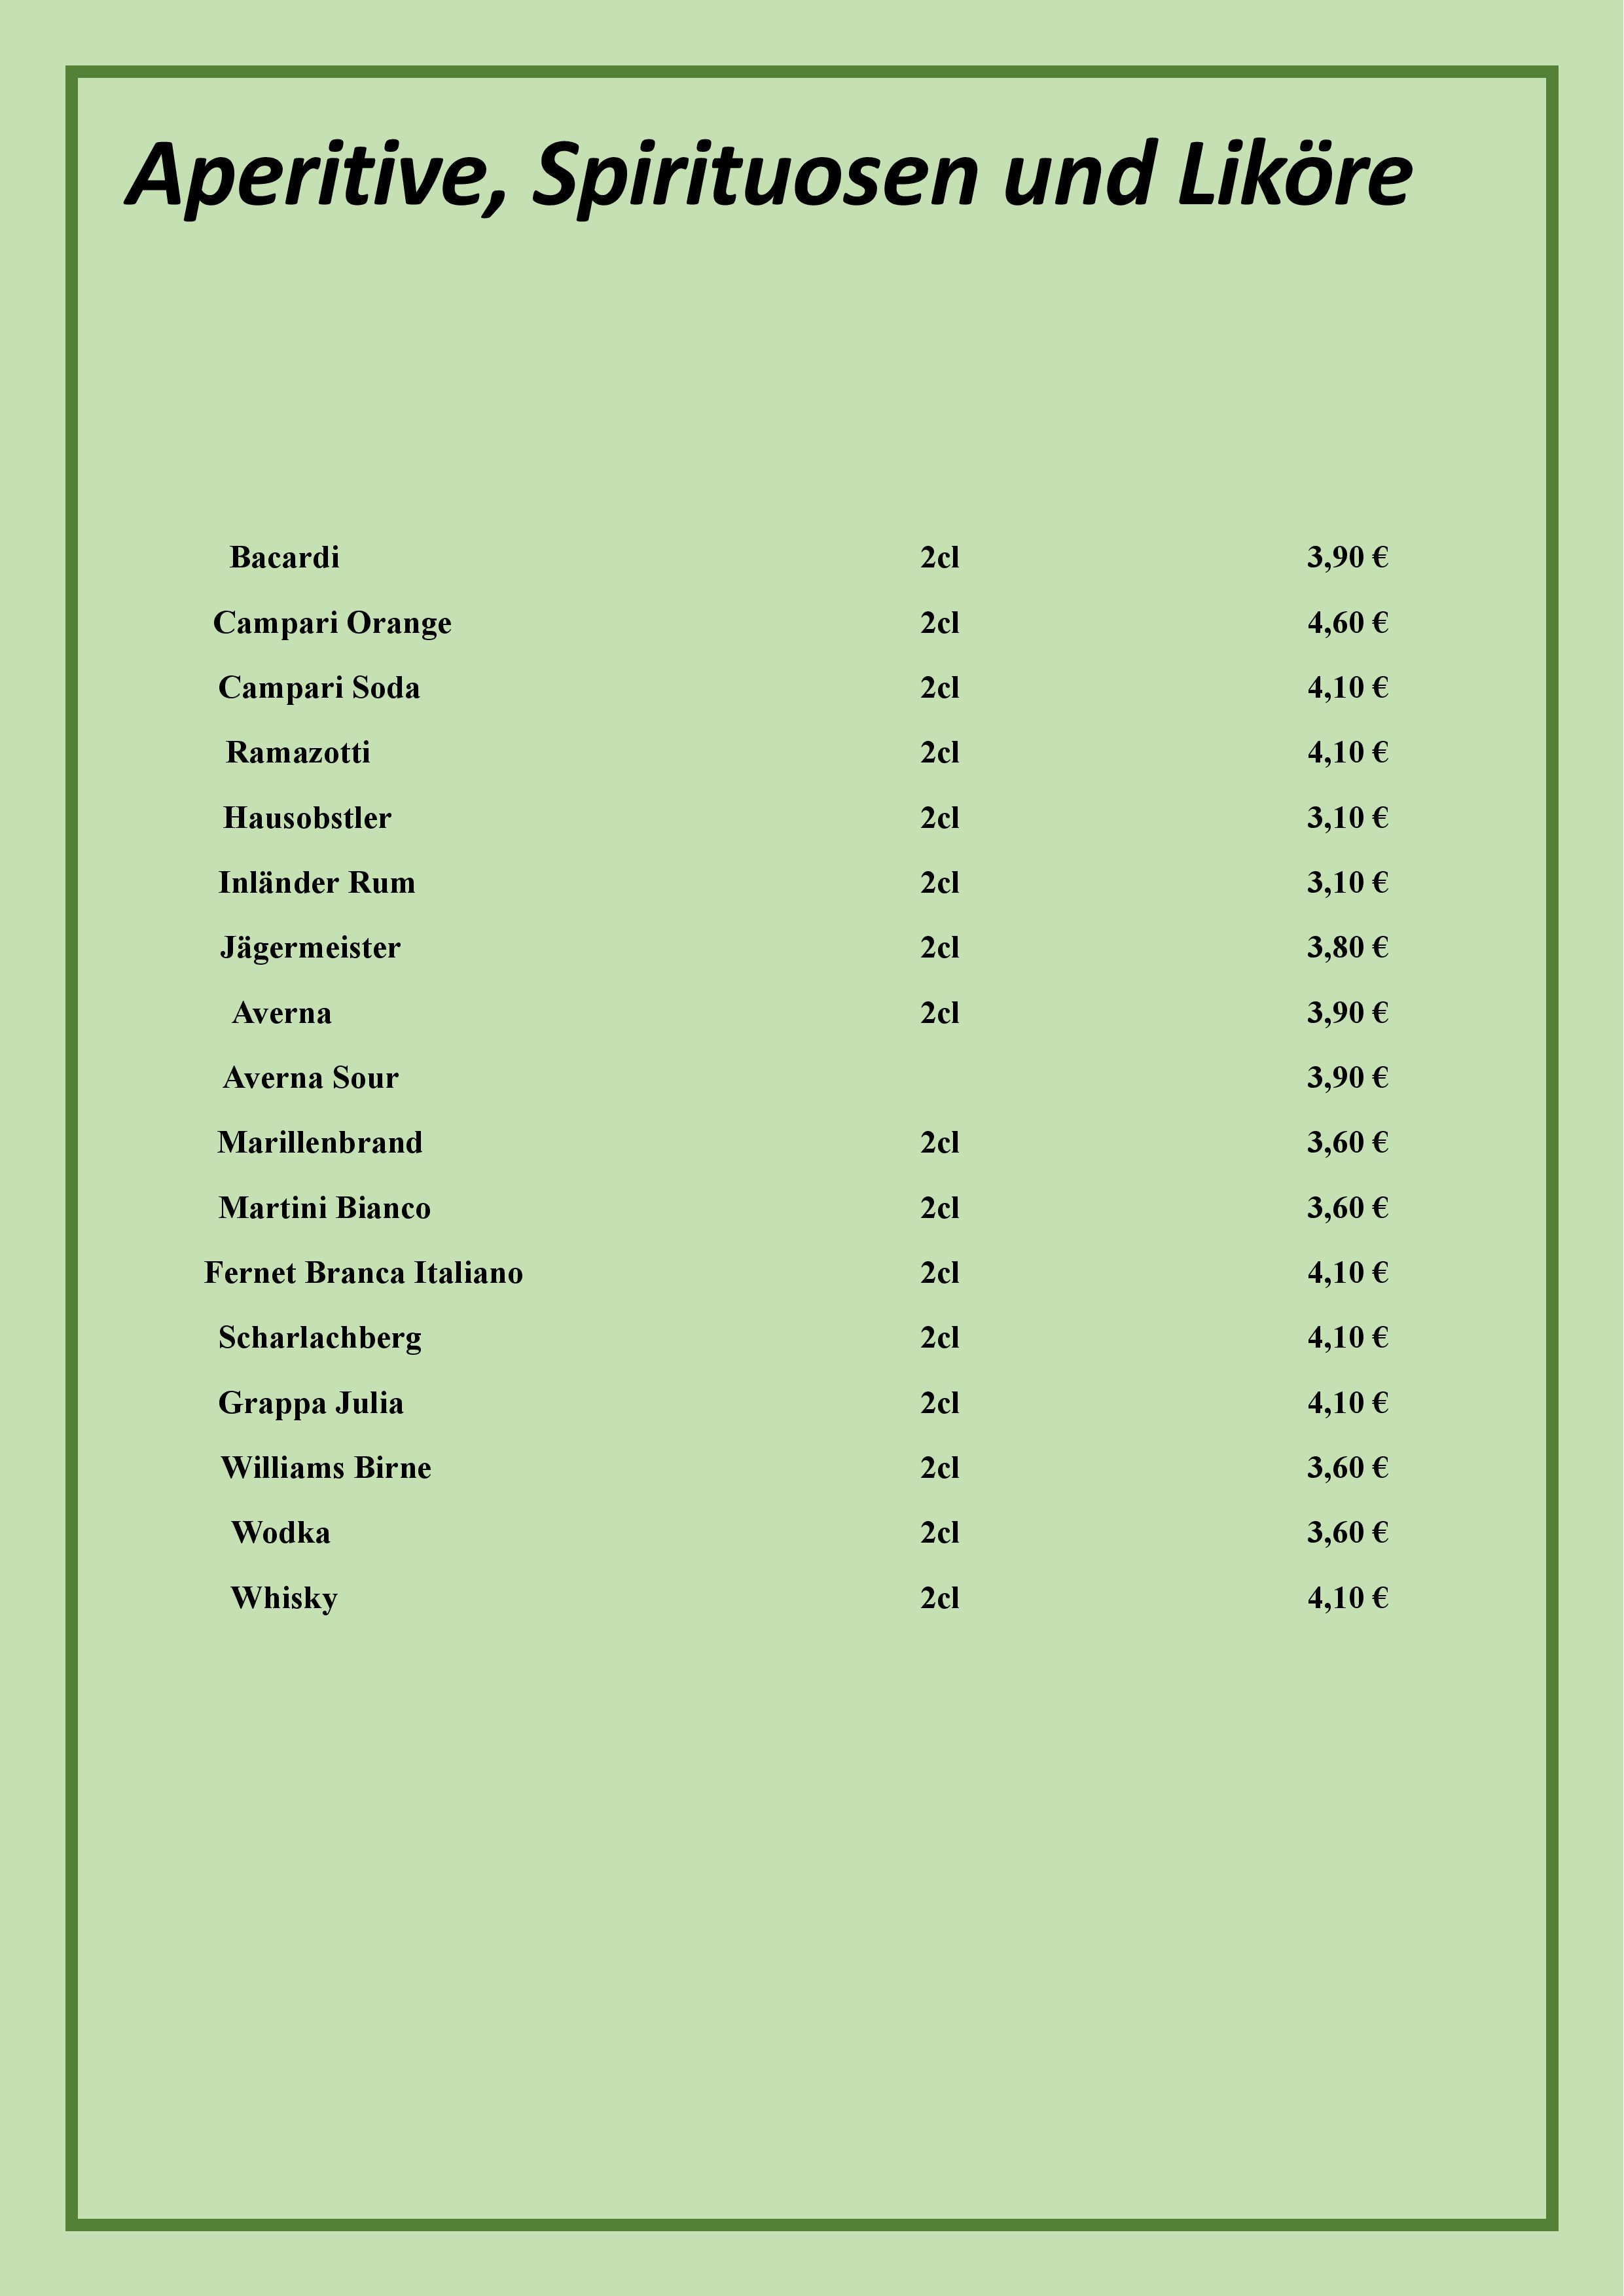 Aperitive, Spirituosen und Liköre
Bacardi 2cl 3,90 €
Campari Orange 2cl 4,60 €
Campari Soda 2cl 4,10 €
Ramazotti 2cl 4,10 €
Hausobstler 2cl 3,10 €
Inländer Rum 2cl 3,10 €
Jägermeister 2cl 3,80 €
Averna 2cl 3,90 €
Averna Sour 3,90 €
Marillenbrand 2cl 3,60 €
Martini Bianco 2cl 3,60 €
Fernet Branca Italiano 2cl 4,10 €
Scharlachberg 2cl 4,10 €
Grappa Julia 2cl 4,10 €
Williams Birne 2cl 3,60 €
Wodka 2cl 3,60 €
Whisky 2cl 4,10 €